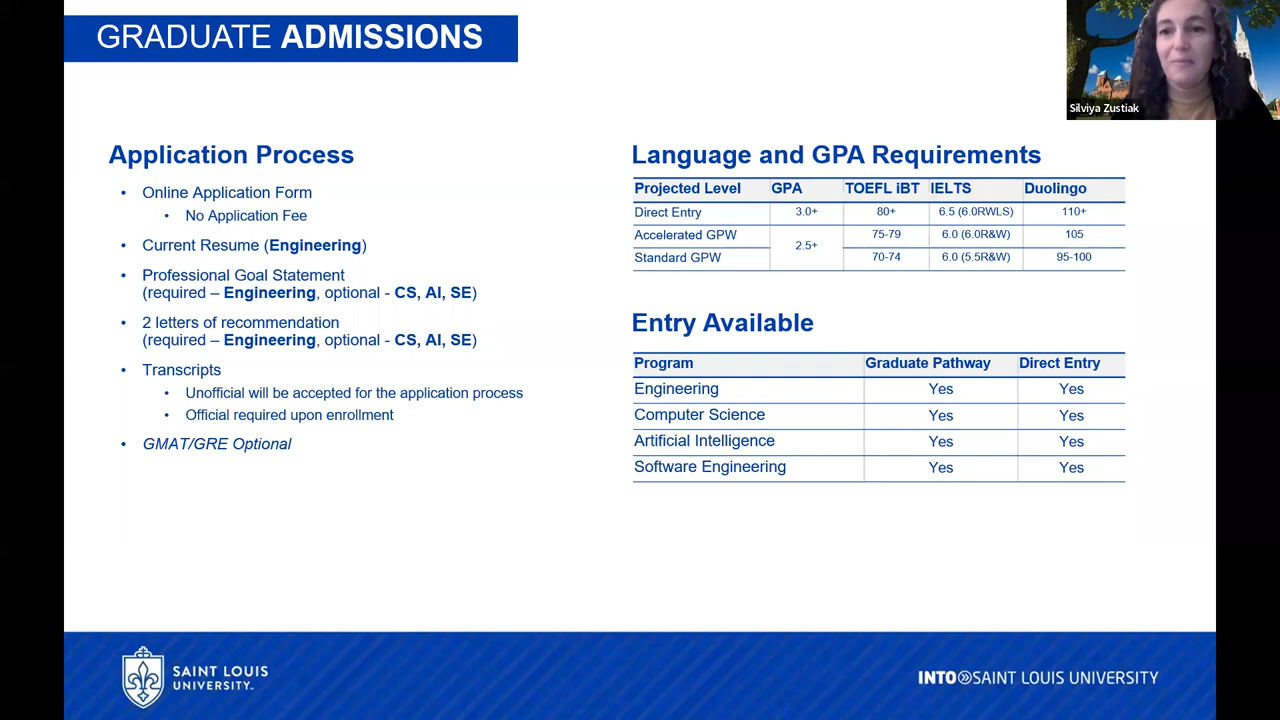 GRADUATE ADMISSIONS
Silviya Zustiak
Application Process
• Online Application Form
• No Application Fee
• Current Resume (Engineering)
• Professional Goal Statement
(required – Engineering, optional - CS, AI, SE)
• 2 letters of recommendation
(required – Engineering, optional - CS, AI, SE)
• Transcripts
• Unofficial will be accepted for the application process
• Official required upon enrollment
• GMAT/GRE Optional
Language and GPA Requirements
Projected Level GPA TOEFL iBT IELTS Duolingo
Direct Entry 3.0+ 80+ 6.5 (6.0RWLS) 110+
Accelerated GPW 2.5+ 75-79 6.0 (6.0R&W) 105
Standard GPW 70-74 6.0 (5.5R&W) 95-100
Entry Available
Program Graduate Pathway Direct Entry
Engineering Yes Yes
Computer Science Yes Yes
Artificial Intelligence Yes Yes
Software Engineering Yes Yes
SAINT LOUIS
UNIVERSITY.
INTO SAINT LOUIS UNIVERSITY